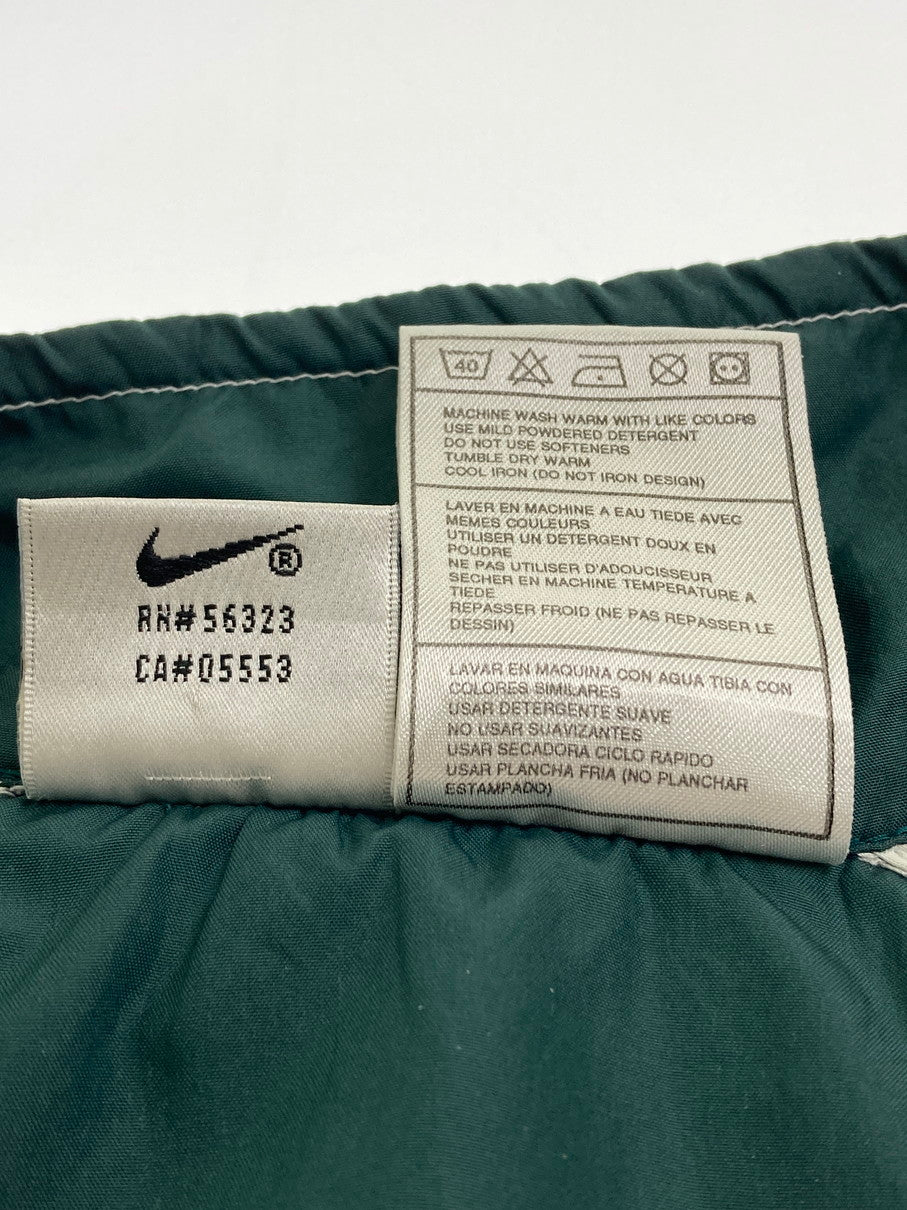 ®
RN#56323
CA#05553
40
MACHINE WASH WARM WITH LIKE COLORS
USE MILD POWDERED DETERGENT
DO NOT USE SOFTENERS
TUMBLE DRY WARM
COOL IRON (DO NOT IRON DESIGN)
LAVER EN MACHINE A EAU TIEDE AVEC
MEMES COULEURS
UTILISER UN DETERGENT DOUX EN
POUDRE
NE PAS UTILISER D'ADOUCISSEUR
SECHER EN MACHINE TEMPERATURE A
TIEDE
REPASSER FROID (NE PAS REPASSER LE
DESSIN)
LAVAR EN MAQUINA CON AGUA TIBIA CON
COLORES SIMILARES
USAR DETERGENTE SUAVE
NO USAR SUAVIZANTES
USAR SECADORA CICLO RAPIDO
USAR PLANCHA FRIA (NO PLANCHAR
ESTAMPADO)